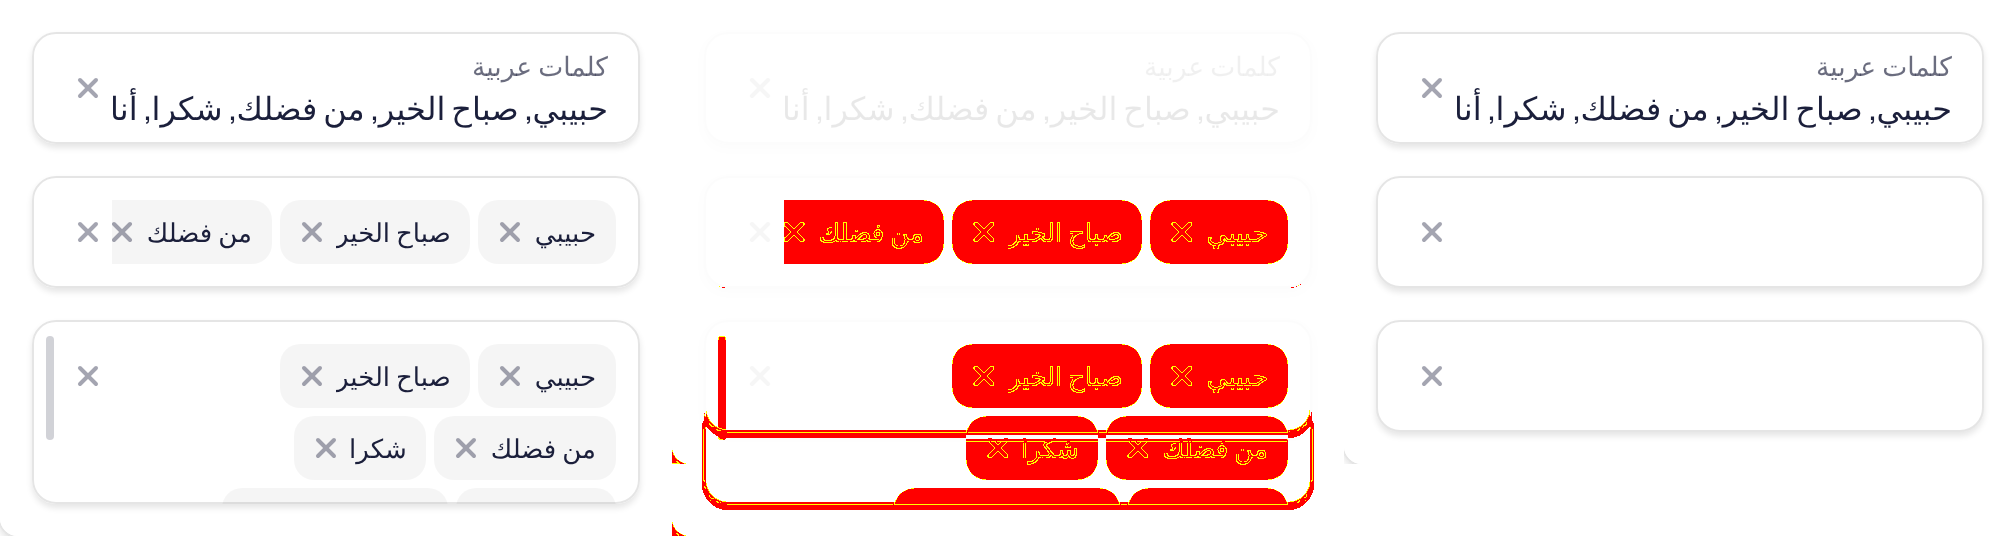 كلمات عربية
حبيبي, صباح الخير, من فضلك, شكرا, أنا
حبيبي صباح الخير من فضلك
حبيبي صباح الخير
من فضلك شكرا
كلمات عربية
حبيبي, صباح الخير, من فضلك, شكرا, أنا
حبيبي صباح الخير من فضلك
حبيبي صباح الخير
من فضلك شكرا
كلمات عربية
حبيبي, صباح الخير, من فضلك, شكرا, أنا